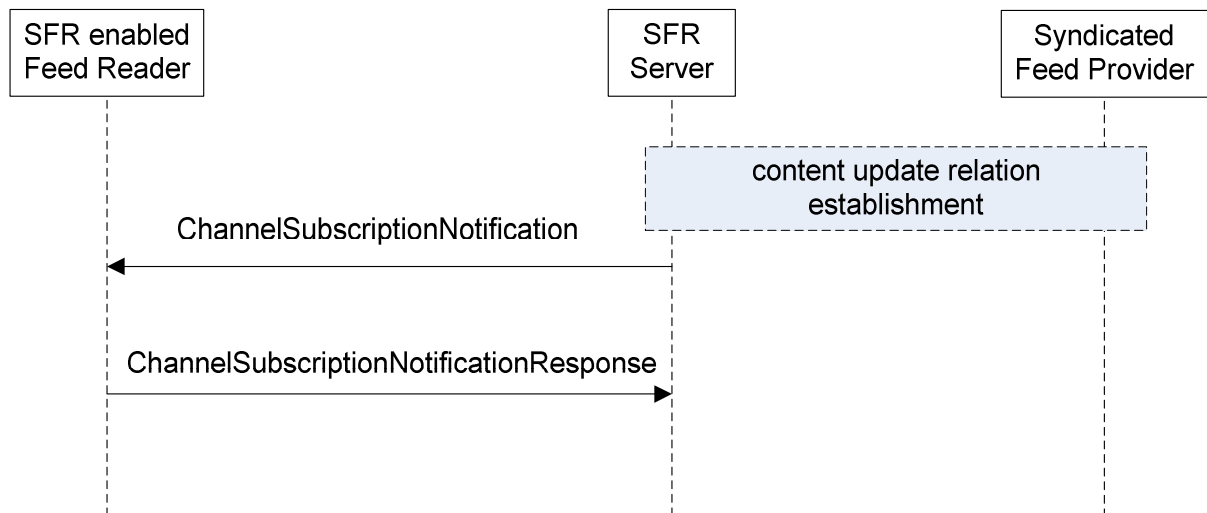 SFR enabled
Feed Reader
SFR
Server
Syndicated
Feed Provider
content update relation
establishment
ChannelSubscriptionNotification
ChannelSubscriptionNotificationResponse